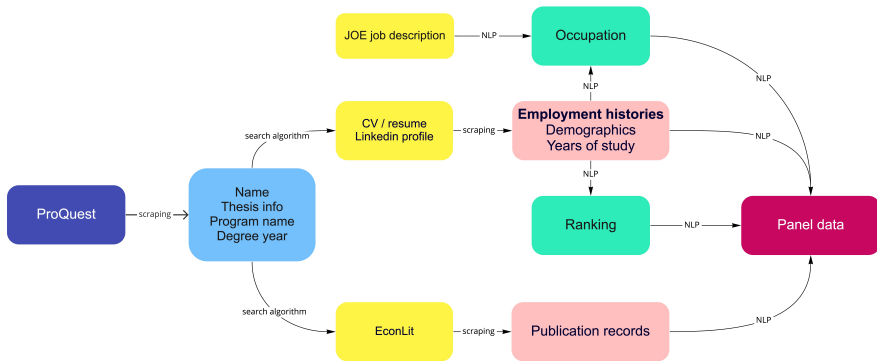 JOE job description
NLP
Occupation
NLP
NLP
CV / resume
Linkedin profile
search algorithm
scraping
Employment histories
Demographics
Years of study
NLP
NLP
Name
Thesis info
Program name
Degree year
ProQuest
scraping
Ranking
NLP
Panel data
search algorithm
EconLit
scraping
Publication records
NLP